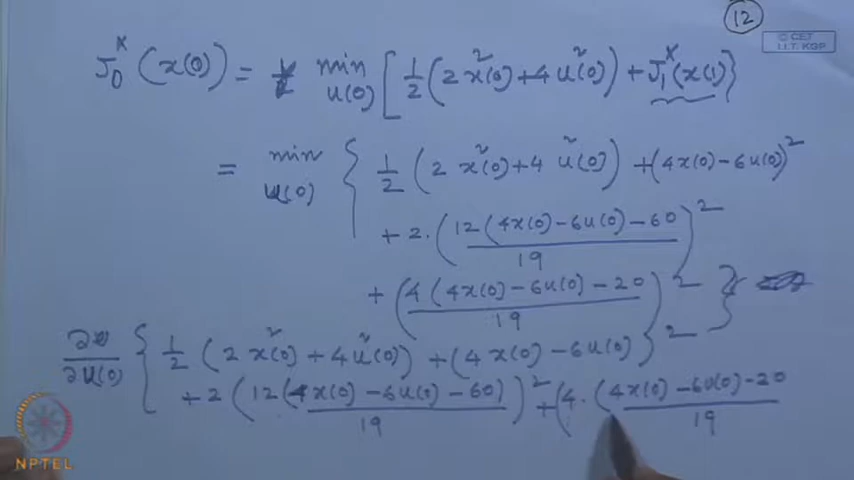 12
© CET
I.I.T. KGP
J₀*(x(0)) = min u(0) [ 1/2 (2x²(0) + 4u²(0)) + J₁*(x(1)) }
= min u(0) { 1/2 (2x²(0) + 4u²(0)) + (4x(0) - 6u(0))²
+ 2·(12(4x(0) - 6u(0) - 60)/19)²
+ (4(4x(0) - 6u(0) - 20)/19)² }
∂/∂u(0) { 1/2 (2x²(0) + 4u²(0)) + (4x(0) - 6u(0))²
+ 2(12(4x(0) - 6u(0) - 60)/19)² + (4·(4x(0) - 6u(0) - 20/19
NPTEL